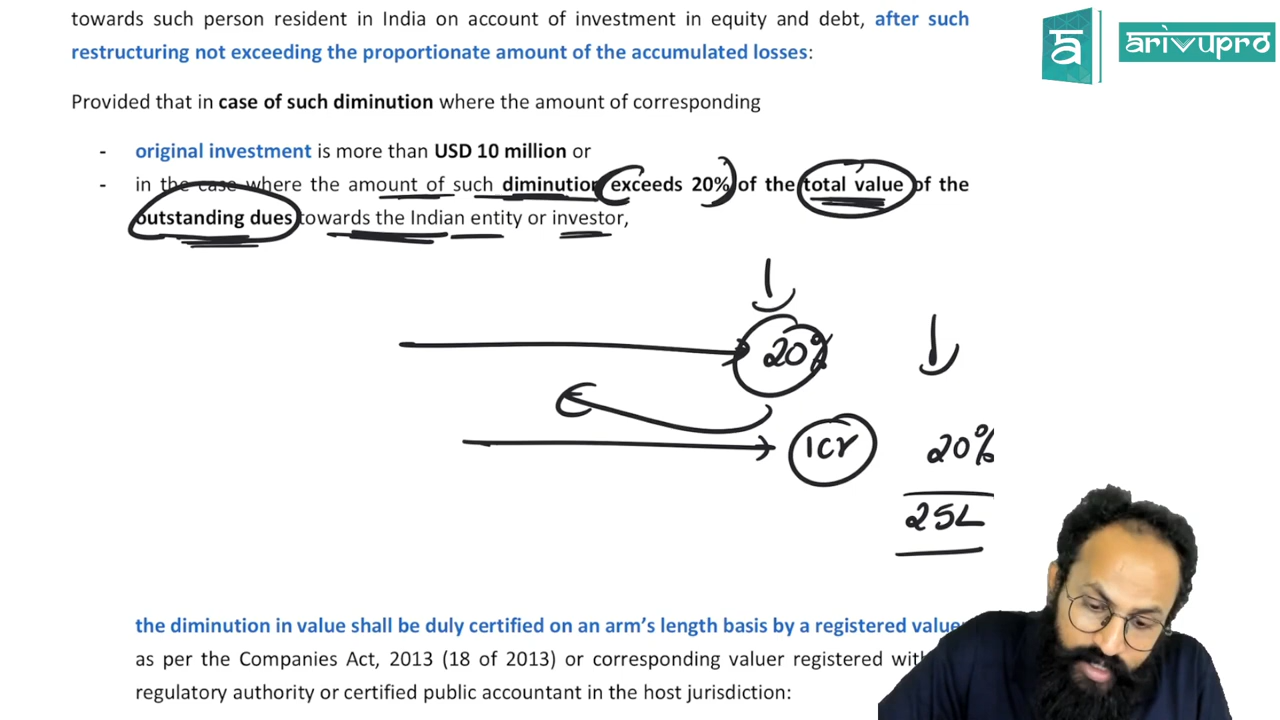 towards such person resident in India on account of investment in equity and debt, after such
restructuring not exceeding the proportionate amount of the accumulated losses:
arivupro
Provided that in case of such diminution where the amount of corresponding
- original investment is more than USD 10 million or
- in the case where the amount of such diminution exceeds 20% of the total value of the
outstanding dues towards the Indian entity or investor,
20%
1cr
20%
25L
the diminution in value shall be duly certified on an arm's length basis by a registered value
as per the Companies Act, 2013 (18 of 2013) or corresponding valuer registered
regulatory authority or certified public accountant in the host jurisdiction: